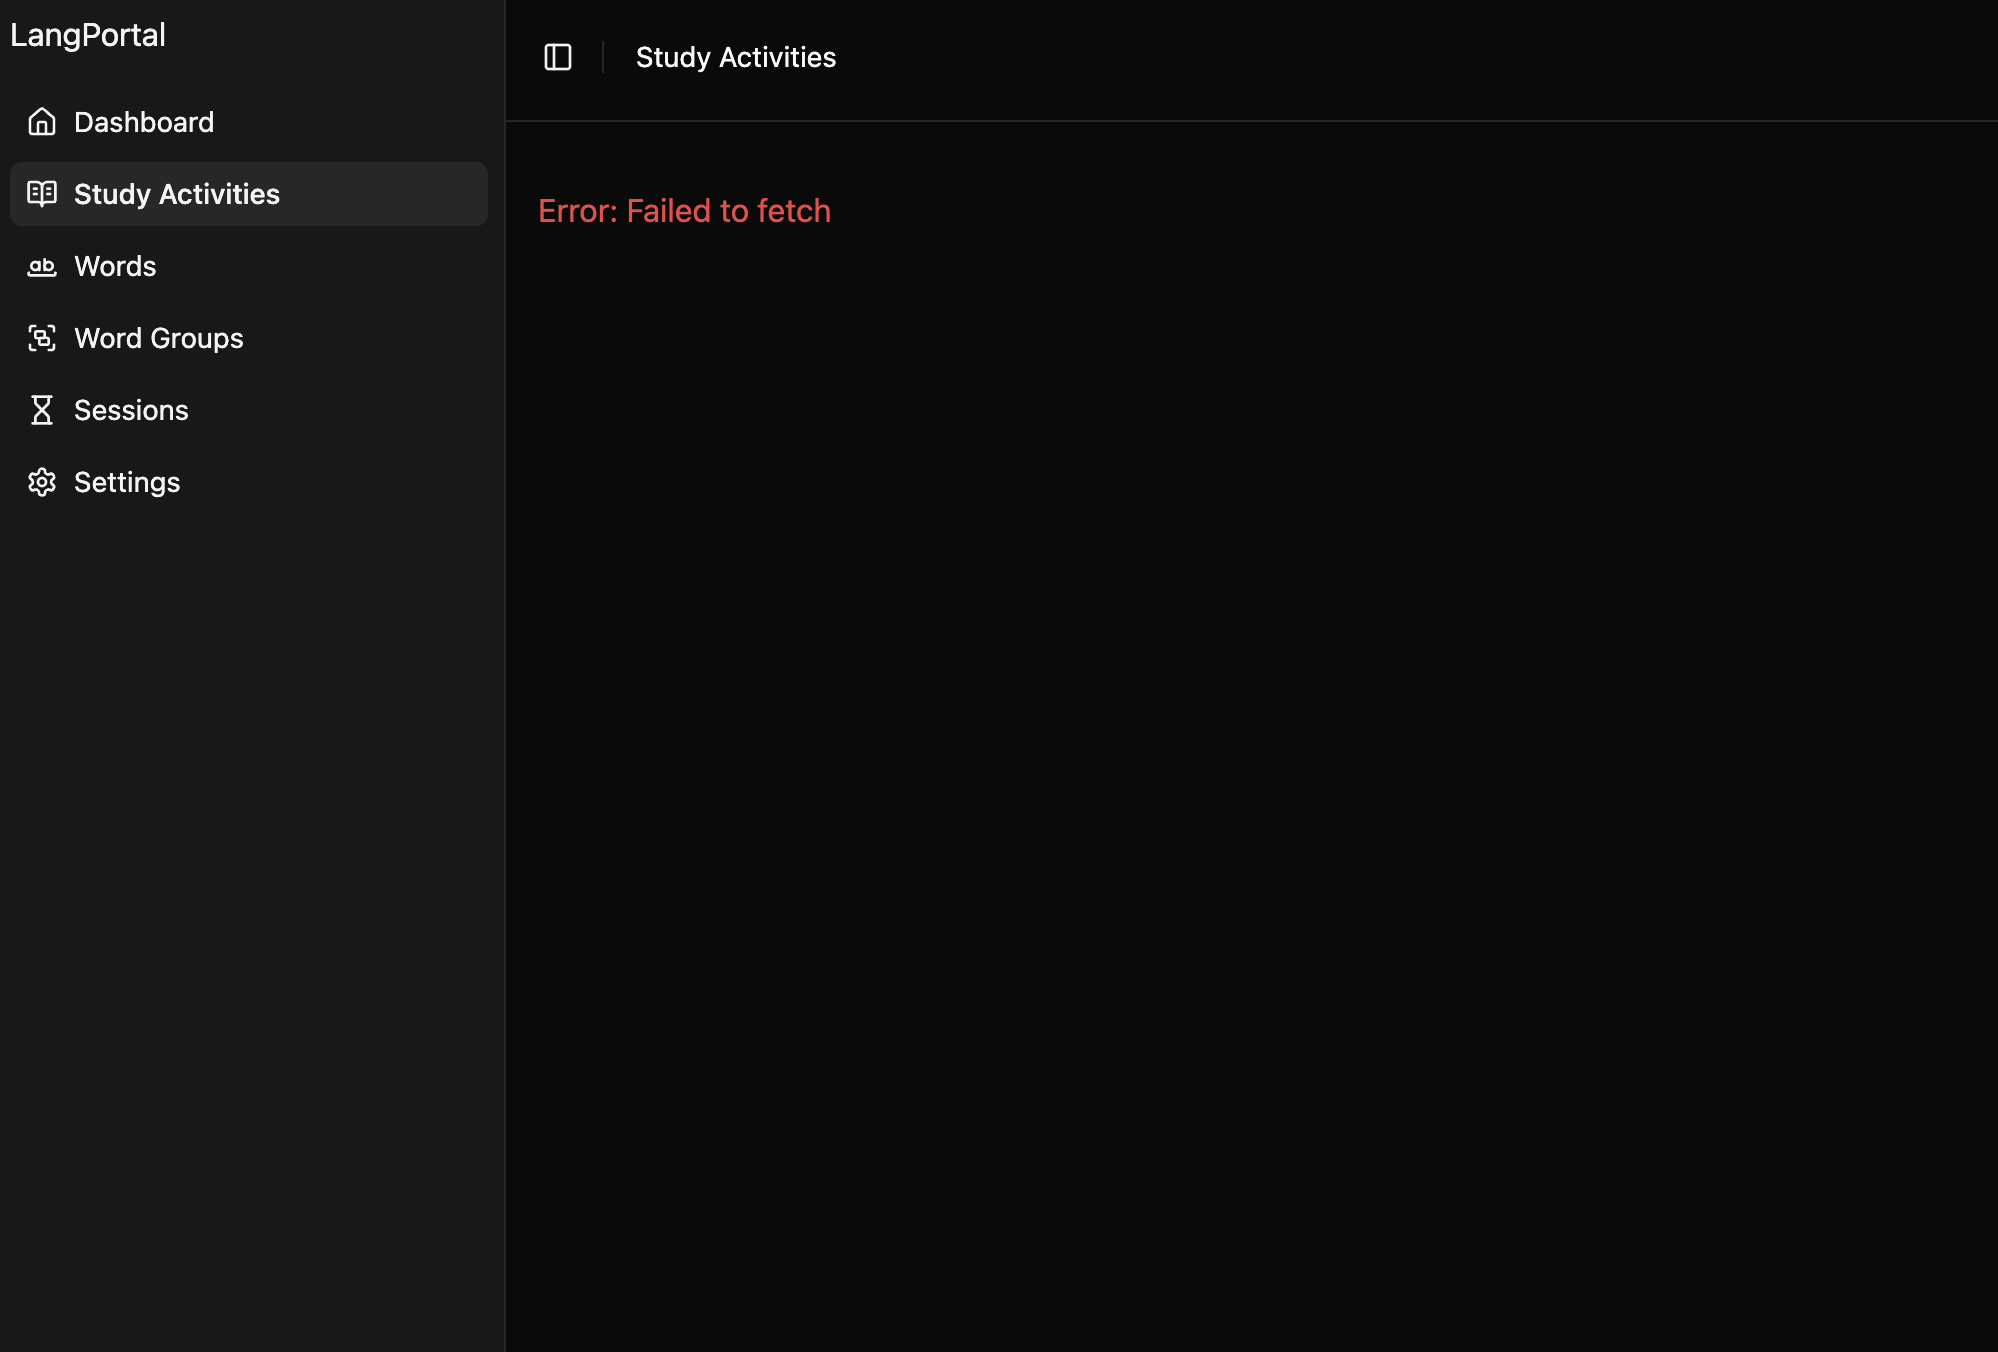 LangPortal
Dashboard
Study Activities
Words
Word Groups
Sessions
Settings
Study Activities
Error: Failed to fetch